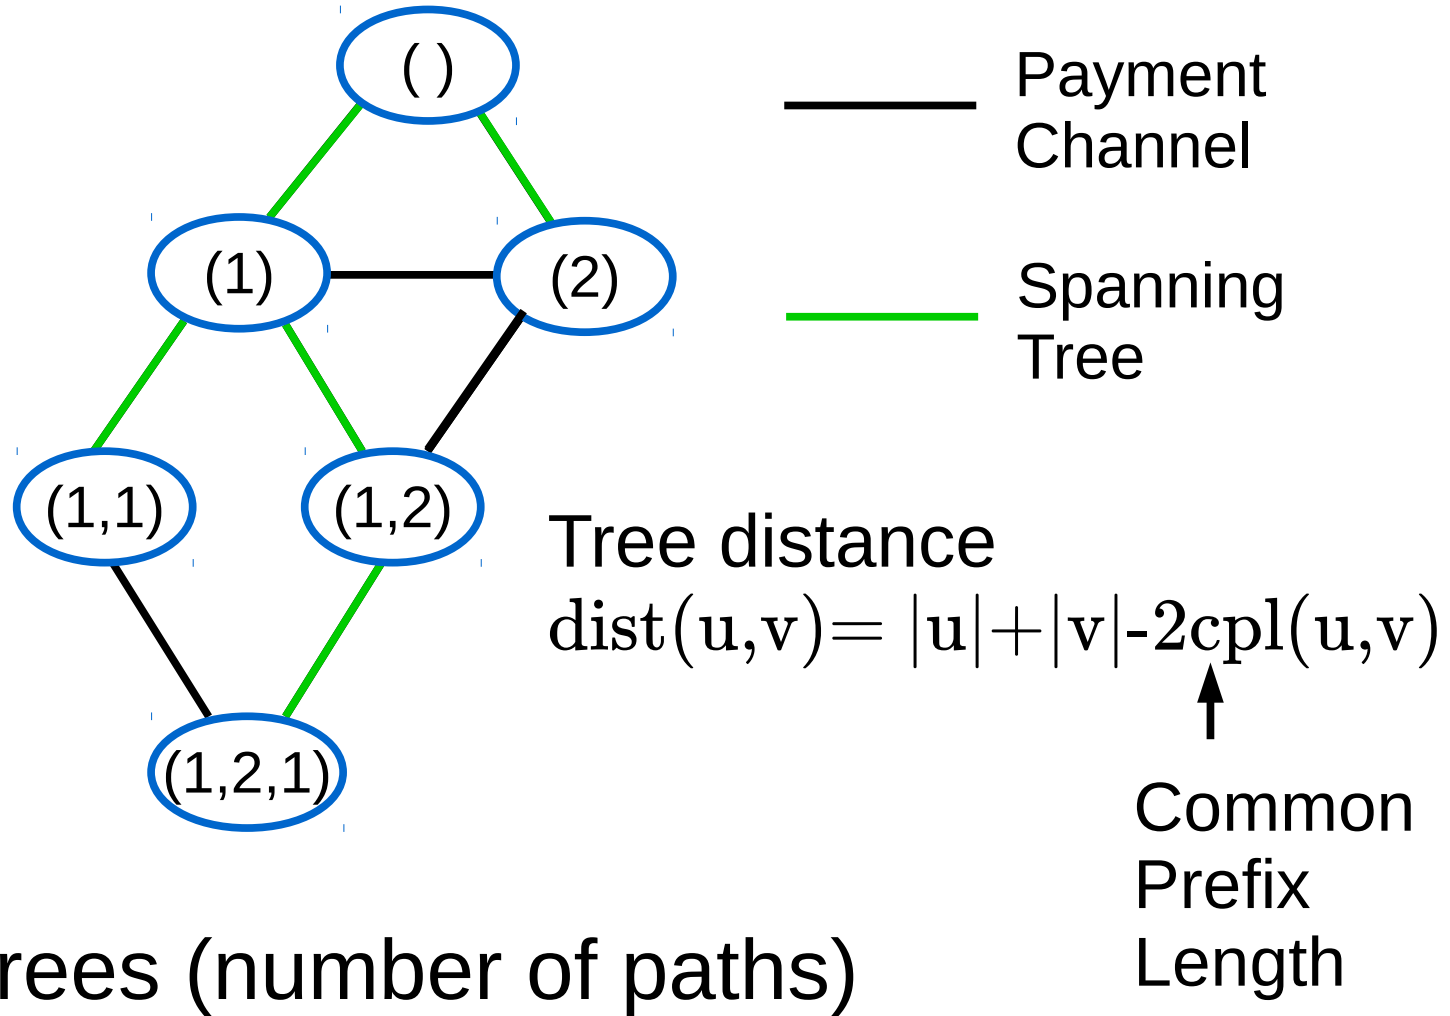 ( )
Payment
Channel
(1)
(2)
Spanning
Tree
(1,1)
(1,2)
Tree distance
dist(u,v)= |u|+|v|-2cpl(u,v)
(1,2,1)
Common
Prefix
Length
rees (number of paths)